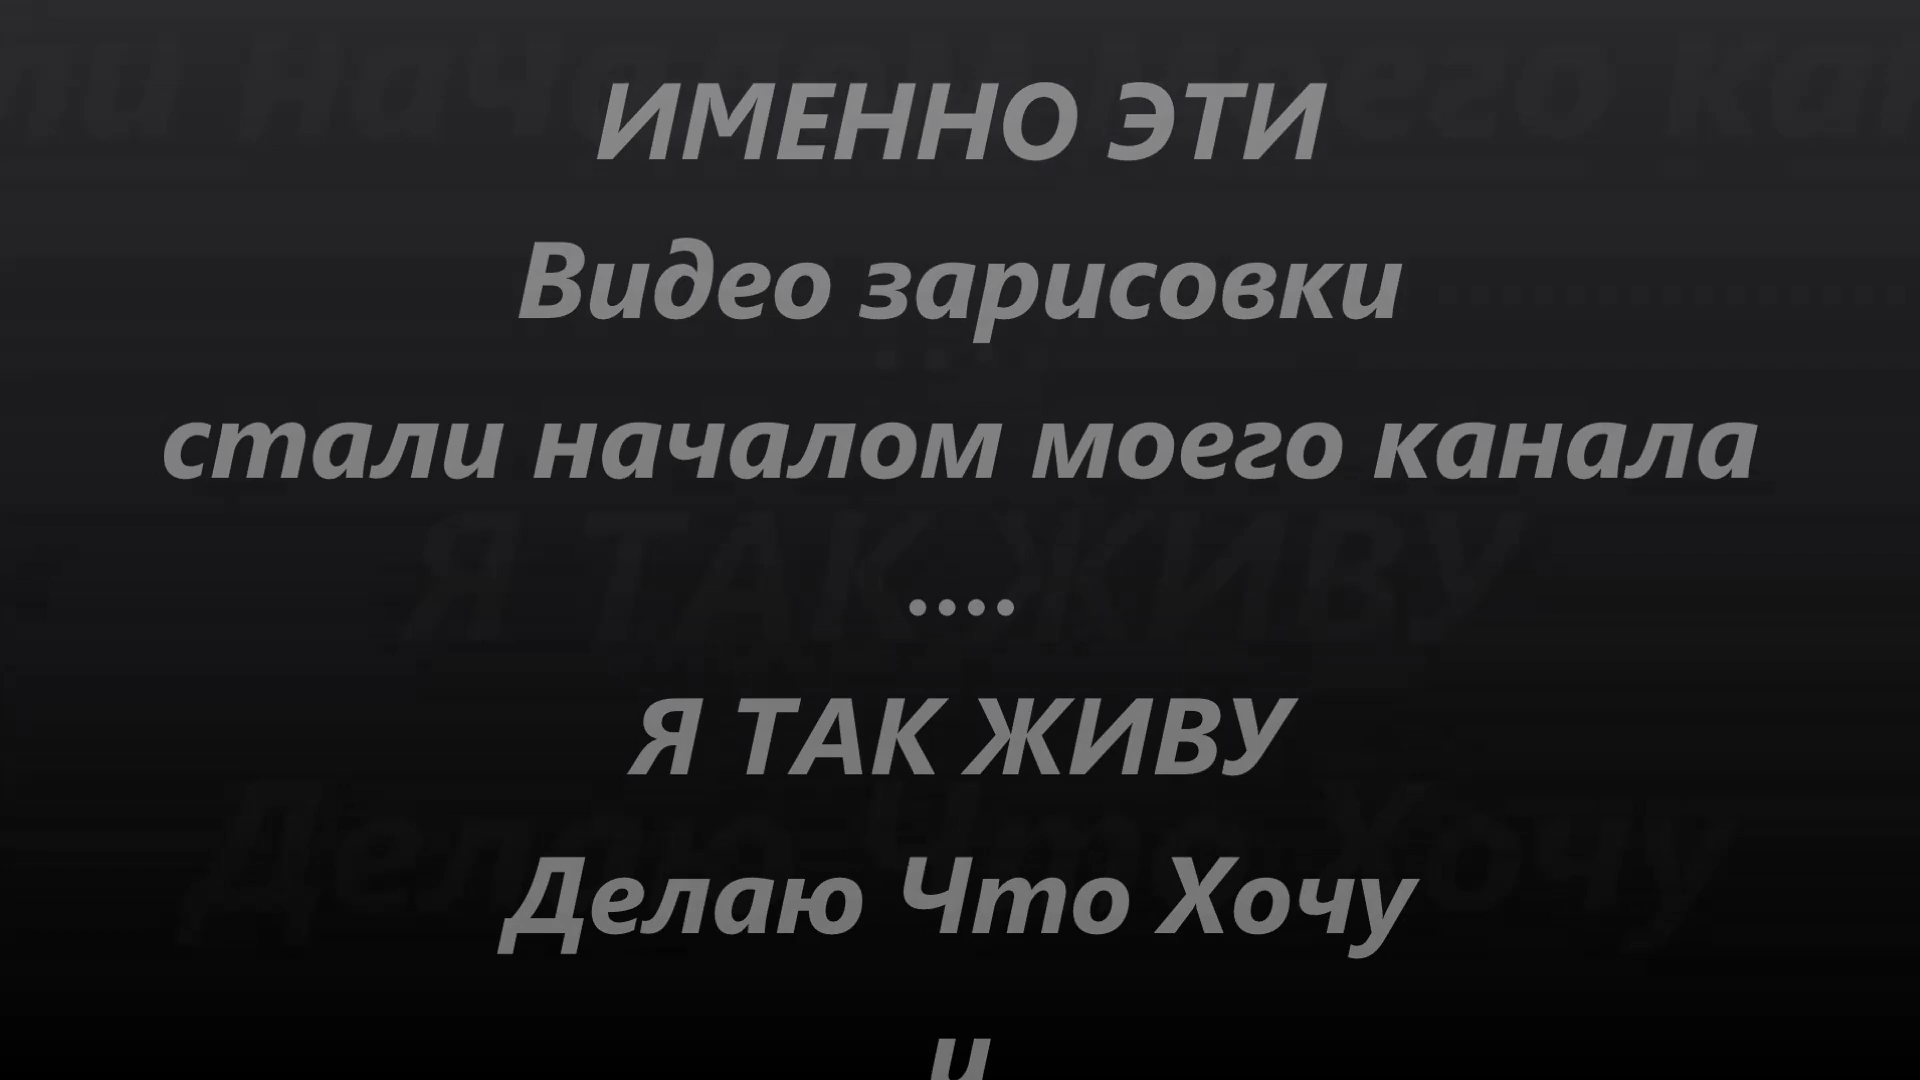 ИМЕННО ЭТИ
Видео зарисовки
стали началом моего канала
....
Я ТАК ЖИВУ
Делаю Что Хочу
и